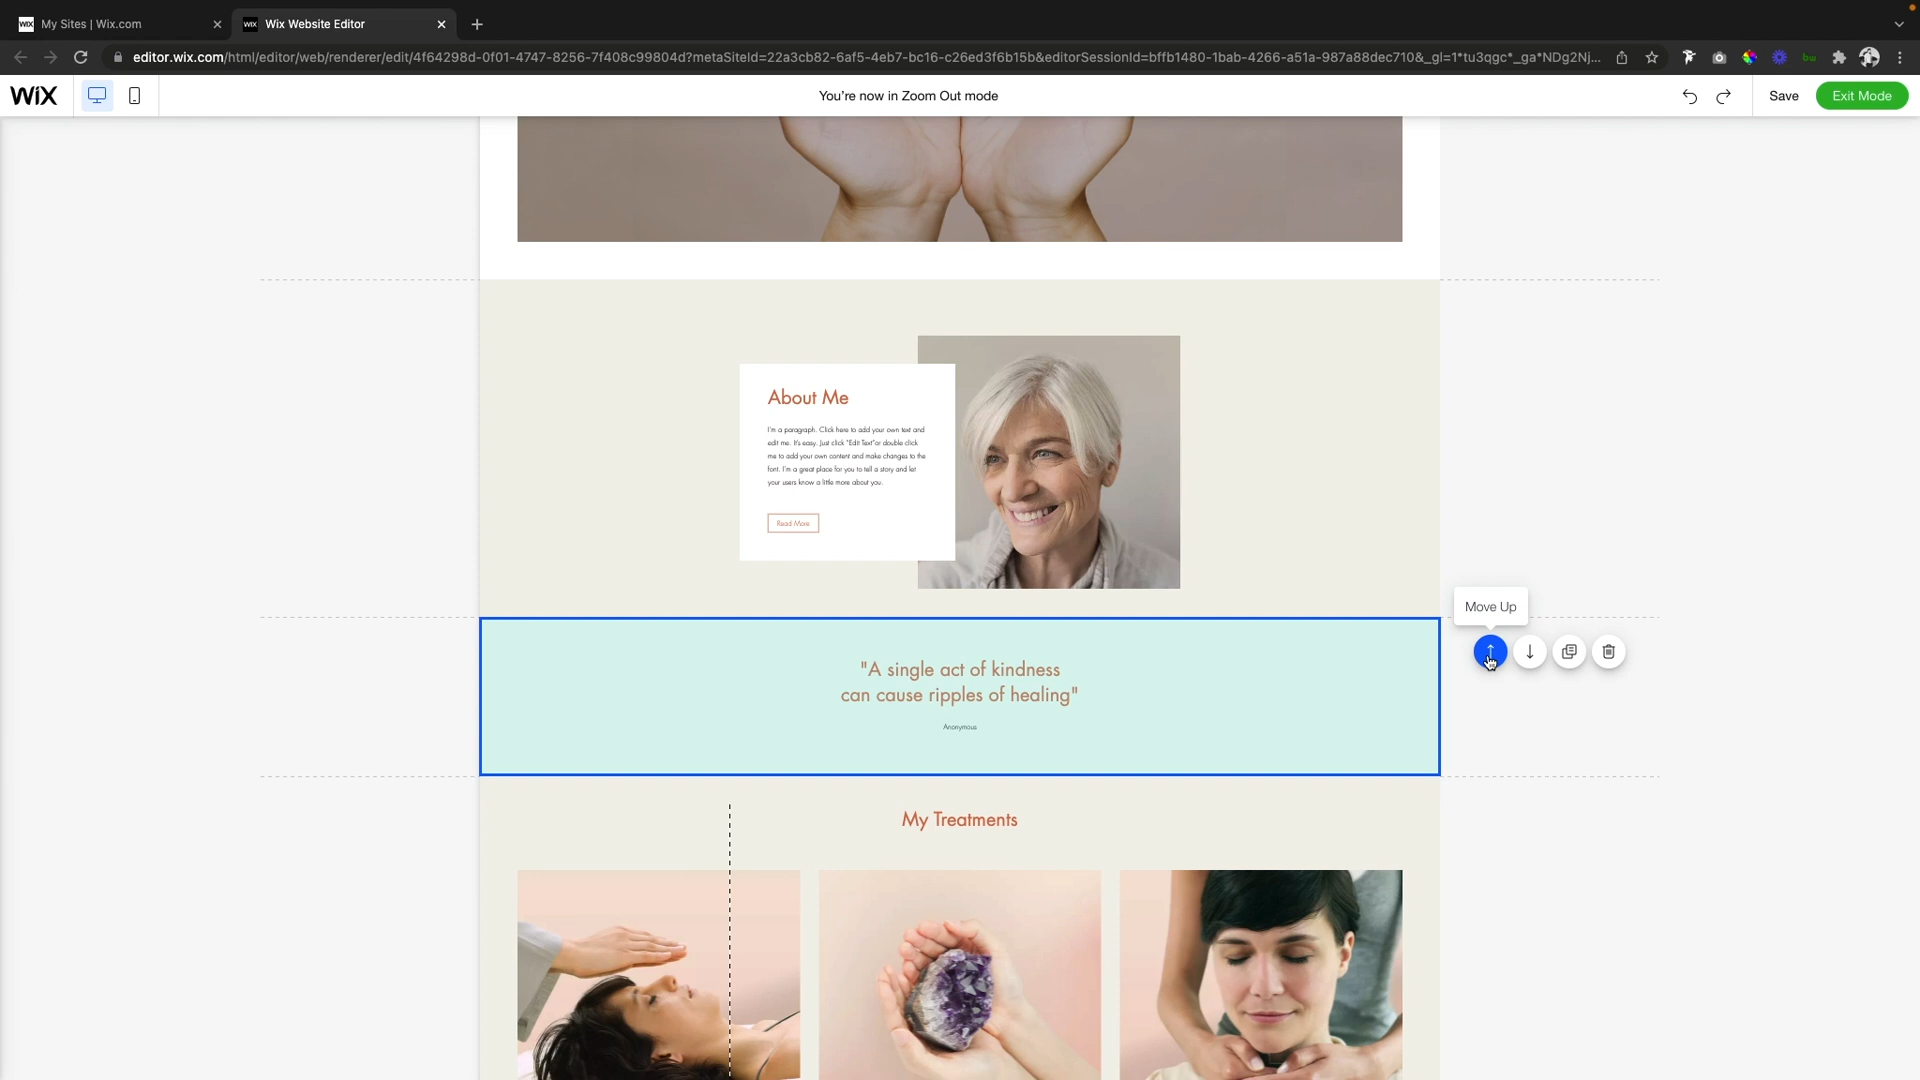 WiX My Sites | Wix.com
WiX Wix Website Editor
editor.wix.com/html/editor/web/renderer/edit/4f64298d-0f01-4747-8256-7f408c99804d?metaSiteId=22a3cb82-6af5-4eb7-bc16-c26ed3f6b15b&editorSessionId=bffb1480-1bab-4266-a51a-987a88dec710&_gl=1*tu3qgc*_ga*NDg2Nj...
bw
WiX
You're now in Zoom Out mode
Save
Exit Mode
About Me
I'm a paragraph. Click here to add your own text and
edit me. It's easy. Just click "Edit Text"or double click
me to add your own content and make changes to the
font. I'm a great place for you to tell a story and let
your users know a little more about you.
Read More
Move Up
"A single act of kindness
can cause ripples of healing"
Anonymous
My Treatments